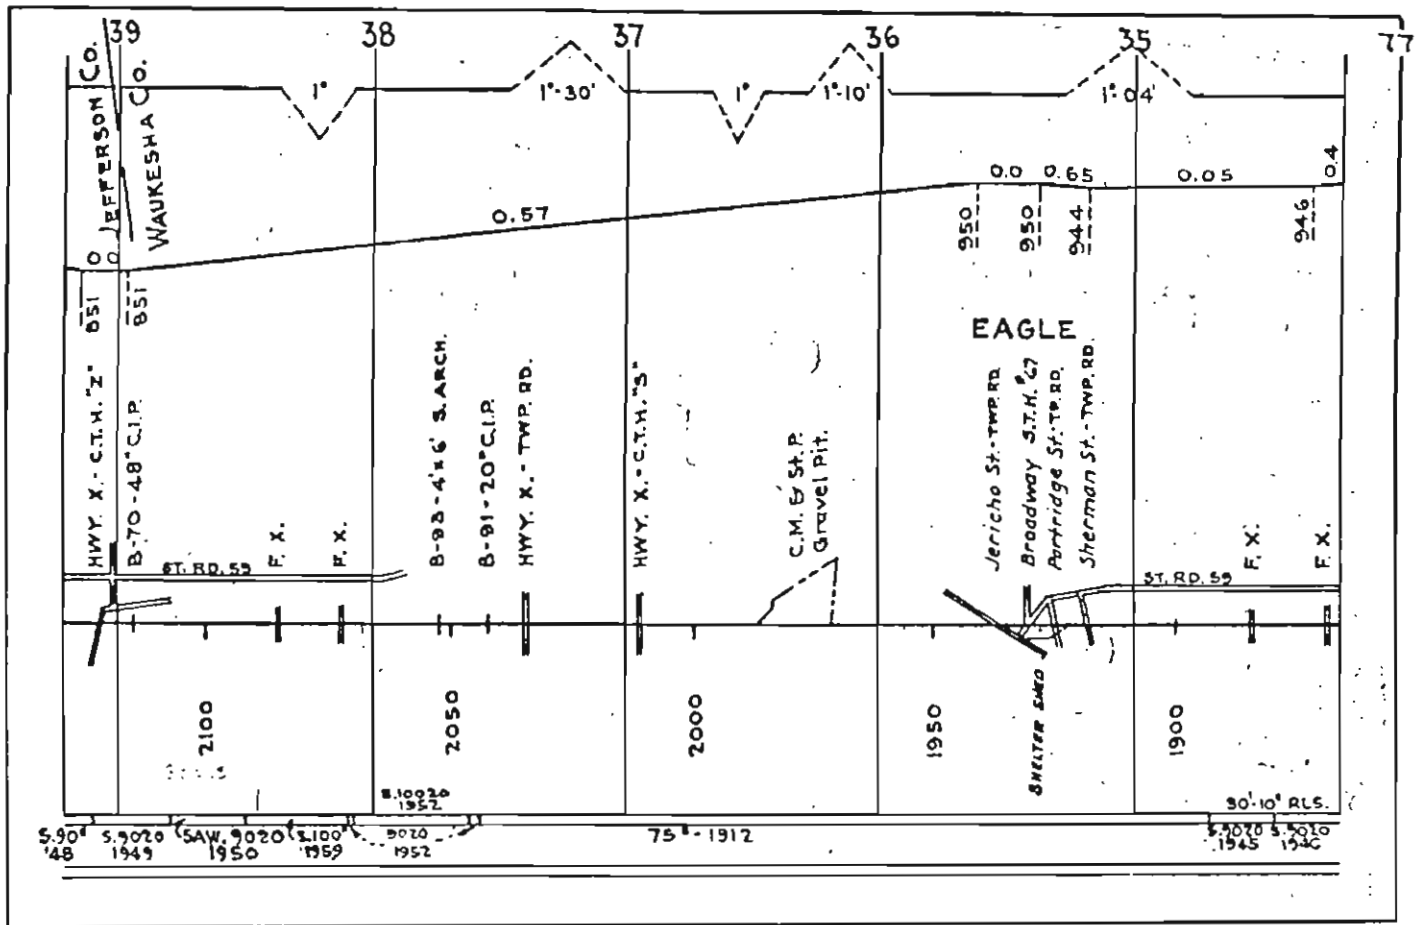 39
38
37
36
35
77
JEFFERSON CO.
WAUKESHA CO.
1°
1°-30'
1°
1°-10'
1°-04'
0.57
0.0
0.65
0.05
0.4
0.0
851
851
950
950
944
946
EAGLE
HWY. X. - C.T.H. "Z"
B-70-48" C.I.P.
F. X.
F. X.
B-93-4'x6' S. ARCH.
B-91-20" C.I.P.
HWY. X. - TWP. RD.
HWY. X. - C.T.H. "S"
C.M. & St. P.
Gravel Pit.
Jericho St. - TWP. RD.
Broadway S.T.H. #67
Partridge St. - TP. RD.
Sherman St. - TWP. RD.
F. X.
F. X.
ST. RD. 59
ST. RD. 59
2100
2050
2000
1950
1900
SHELTER SHED
S.10020
1952
90'-10" RLS.
S.90#
'48
S.9020
1949
SAW. 9020
1950
S.100#
1959
9020
1952
75# - 1912
S.9020
1945
S.9020
1946